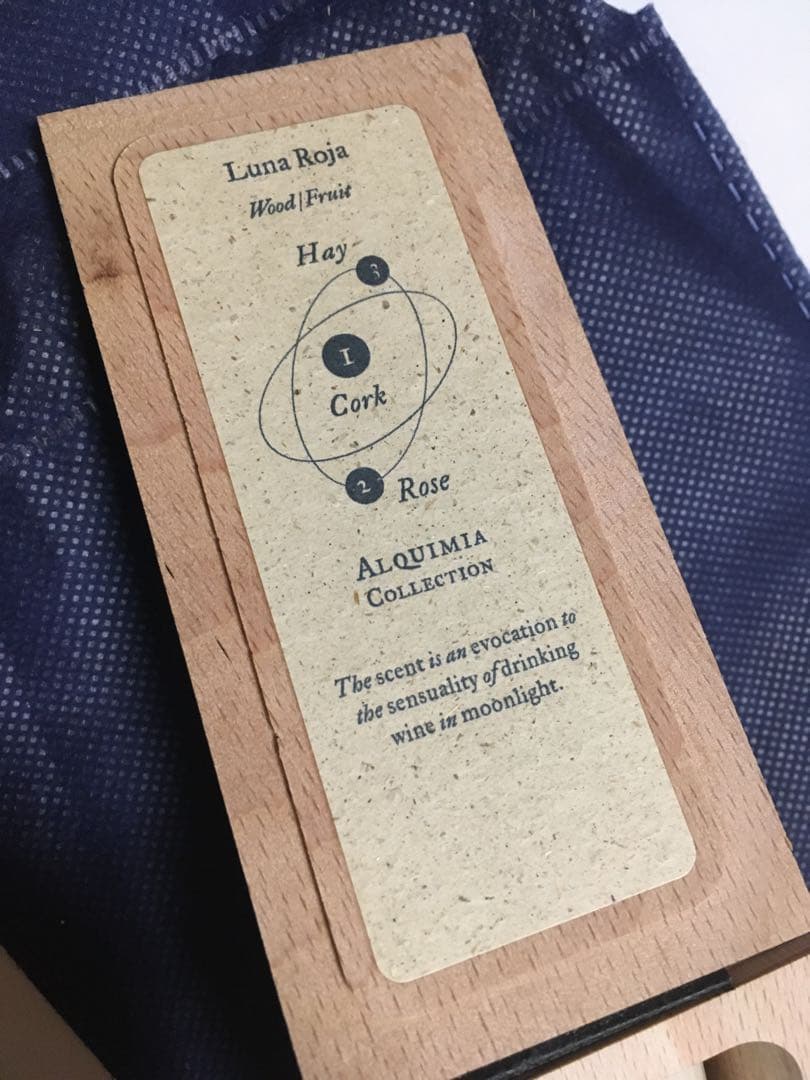 Luna Roja
Wood|Fruit
Hay
3
1
Cork
2
Rose
ALQUIMIA
COLLECTION
The scent is an evocation to
the sensuality of drinking
wine in moonlight.